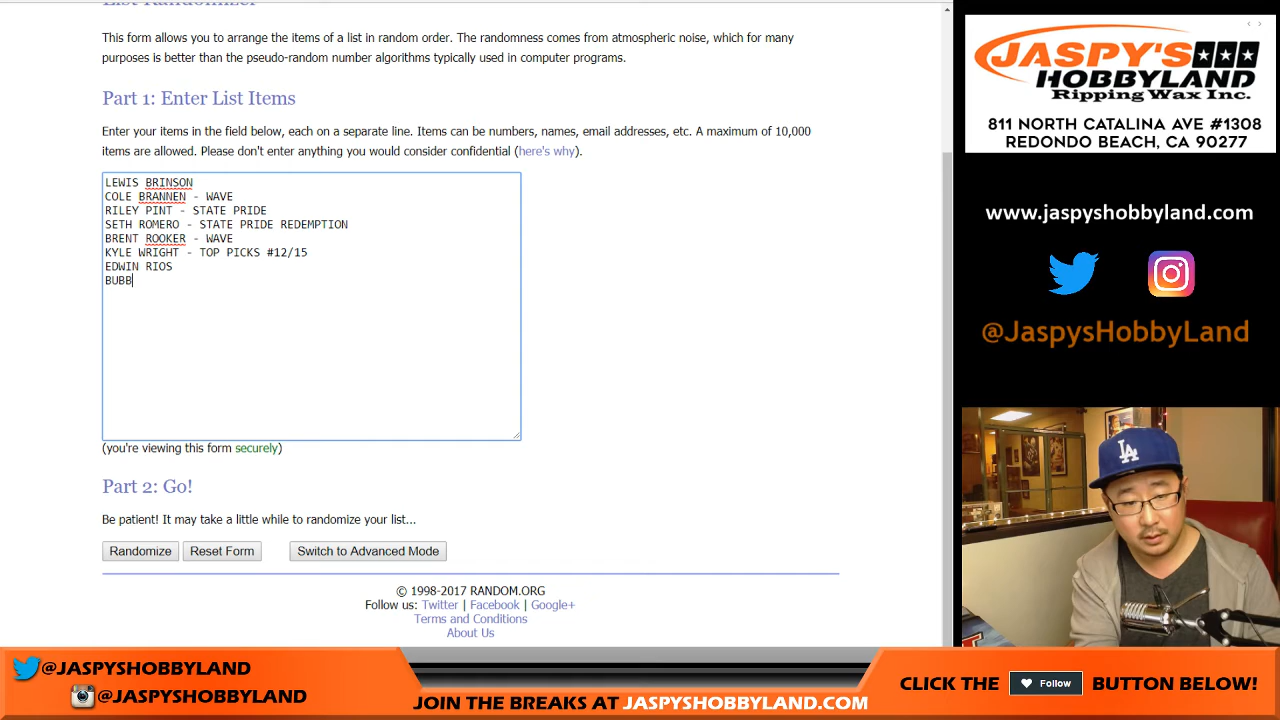 List Randomizer
This form allows you to arrange the items of a list in random order. The randomness comes from atmospheric noise, which for many
purposes is better than the pseudo-random number algorithms typically used in computer programs.
Part 1: Enter List Items
Enter your items in the field below, each on a separate line. Items can be numbers, names, email addresses, etc. A maximum of 10,000
items are allowed. Please don't enter anything you would consider confidential (here's why).
LEWIS BRINSON
COLE BRANNEN - WAVE
RILEY PINT - STATE PRIDE
SETH ROMERO - STATE PRIDE REDEMPTION
BRENT ROOKER - WAVE
KYLE WRIGHT - TOP PICKS #12/15
EDWIN RIOS
BUBB
(you're viewing this form securely)
Part 2: Go!
Be patient! It may take a little while to randomize your list...
Randomize Reset Form Switch to Advanced Mode
© 1998-2017 RANDOM.ORG
Follow us: Twitter | Facebook | Google+
Terms and Conditions
About Us
JASPY'S
HOBBYLAND
Ripping Wax Inc.
811 NORTH CATALINA AVE #1308
REDONDO BEACH, CA 90277
www.jaspyshobbyland.com
@JaspysHobbyLand
LA
@JASPYSHOBBYLAND
@JASPYSHOBBYLAND
JOIN THE BREAKS AT JASPYSHOBBYLAND.COM
CLICK THE Follow BUTTON BELOW!